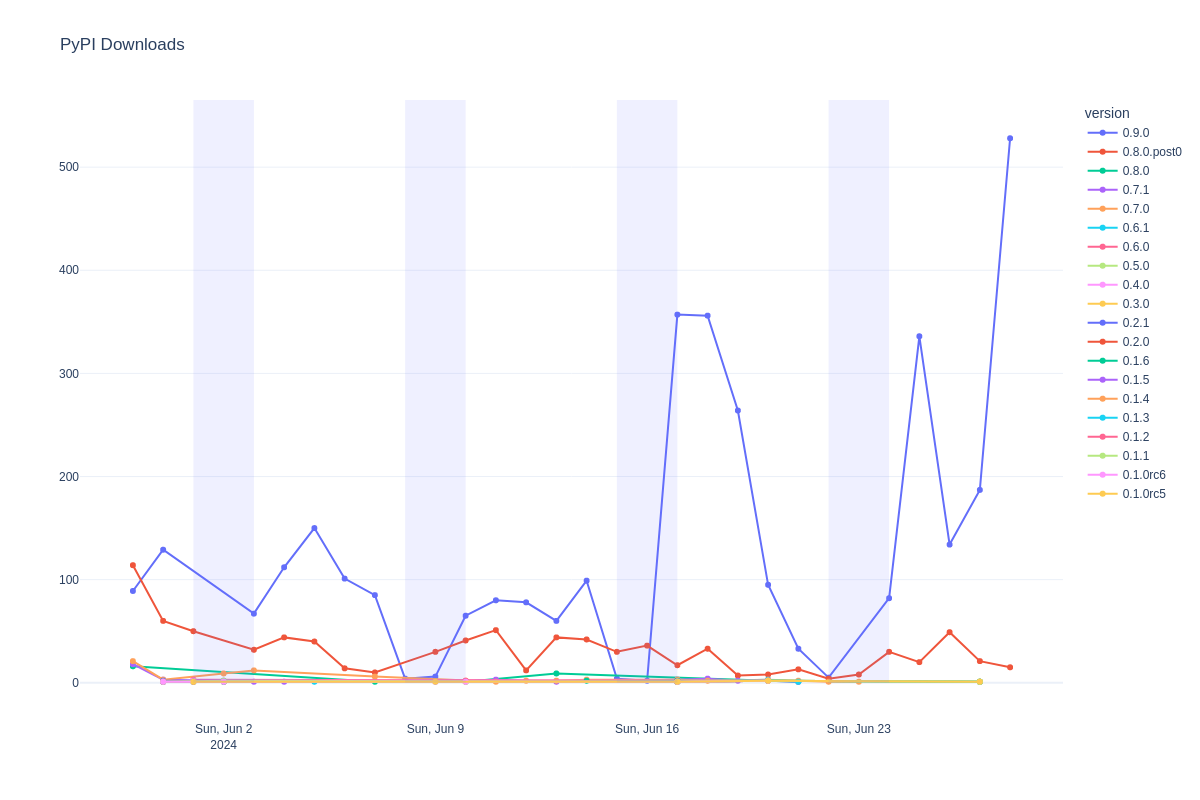 PyPI Downloads
500
400
300
200
100
0
Sun, Jun 2
2024
Sun, Jun 9
Sun, Jun 16
Sun, Jun 23
version
0.9.0
0.8.0.post0
0.8.0
0.7.1
0.7.0
0.6.1
0.6.0
0.5.0
0.4.0
0.3.0
0.2.1
0.2.0
0.1.6
0.1.5
0.1.4
0.1.3
0.1.2
0.1.1
0.1.0rc6
0.1.0rc5